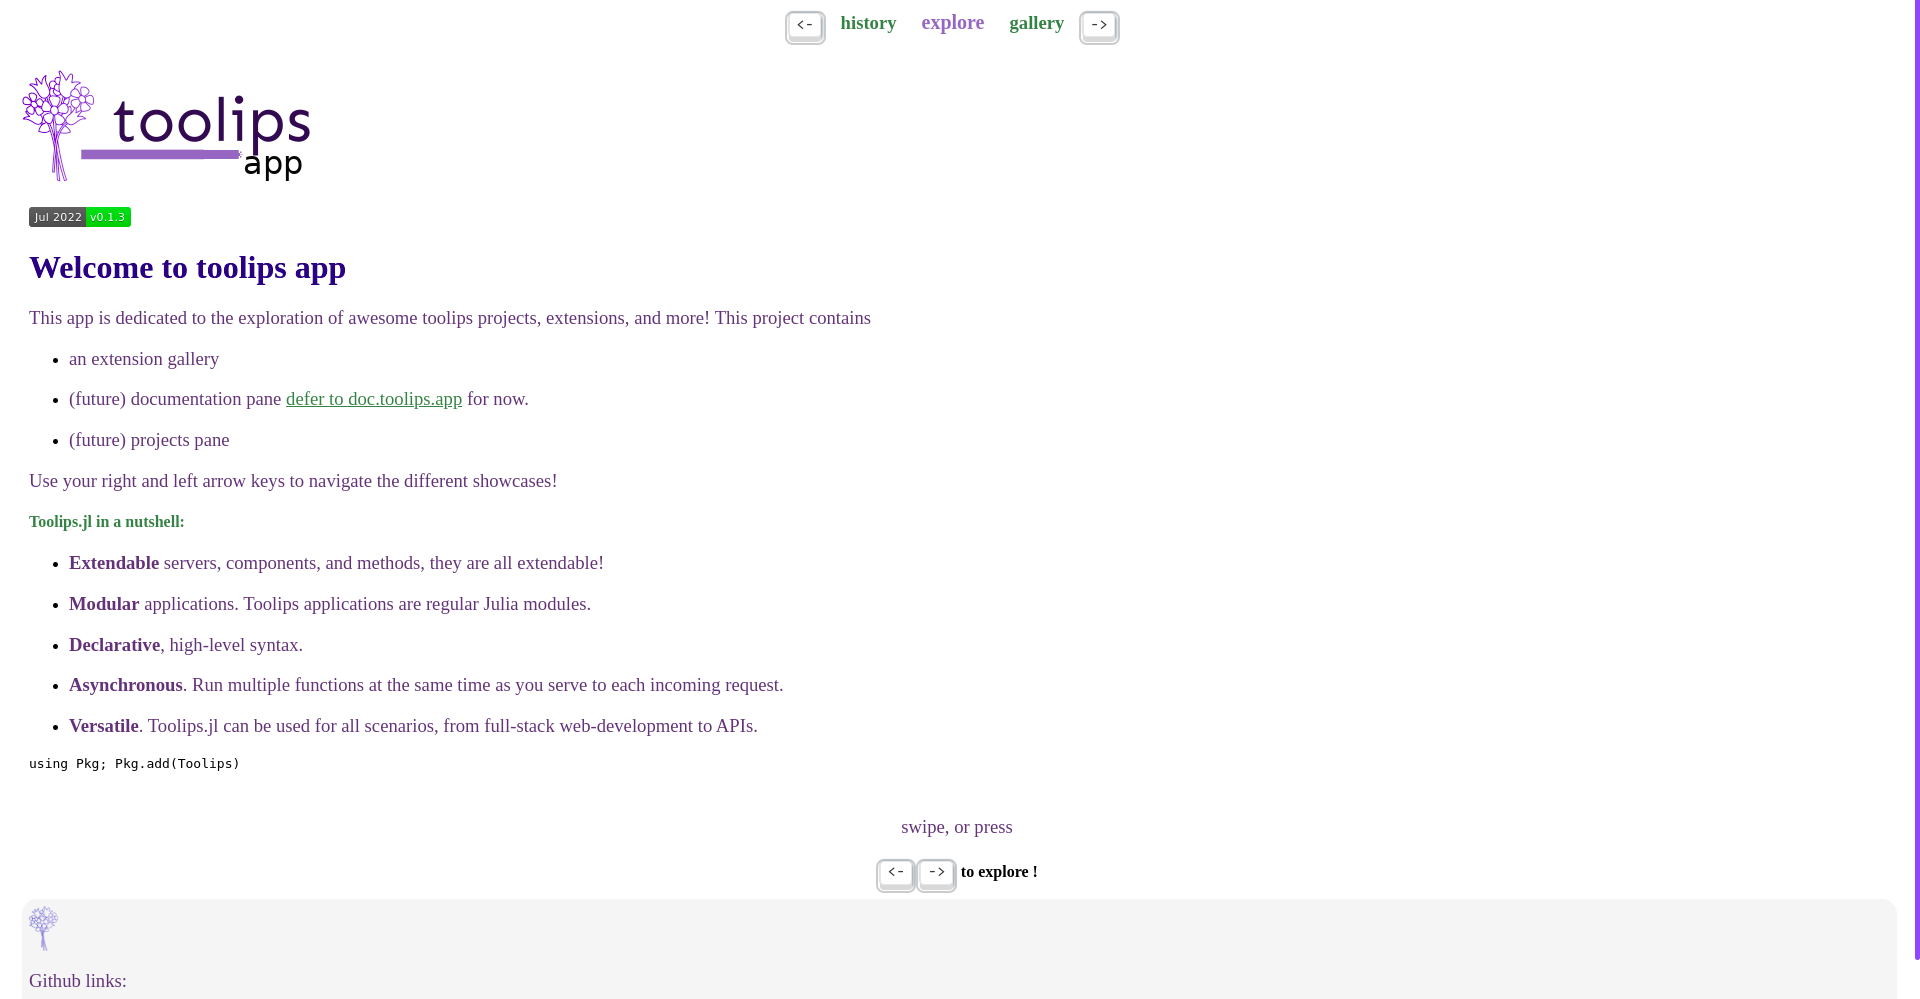 <- history explore gallery ->
toolips
app
Jul 2022 v0.1.3
Welcome to toolips app
This app is dedicated to the exploration of awesome toolips projects, extensions, and more! This project contains
an extension gallery
(future) documentation pane defer to doc.toolips.app for now.
(future) projects pane
Use your right and left arrow keys to navigate the different showcases!
Toolips.jl in a nutshell:
Extendable servers, components, and methods, they are all extendable!
Modular applications. Toolips applications are regular Julia modules.
Declarative, high-level syntax.
Asynchronous. Run multiple functions at the same time as you serve to each incoming request.
Versatile. Toolips.jl can be used for all scenarios, from full-stack web-development to APIs.
using Pkg; Pkg.add(Toolips)
swipe, or press
<- -> to explore !
Github links: